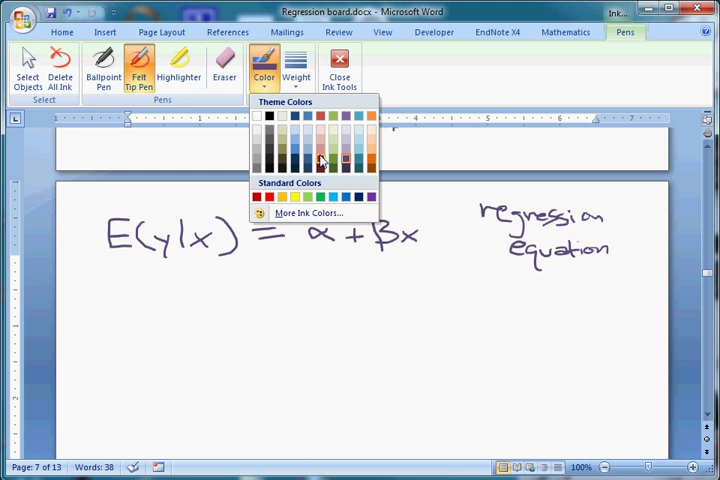 Regression board.docx - Microsoft Word
Ink...
Home Insert Page Layout References Mailings Review View Developer EndNote X4 Mathematics Pens
Select Objects
Delete All Ink
Ballpoint Pen
Felt Tip Pen
Highlighter
Eraser
Color
Weight
Close Ink Tools
Select
Pens
Theme Colors
Standard Colors
More Ink Colors...
E(y|x) = α + βx
regression
equation
Page: 7 of 13 Words: 38 100%